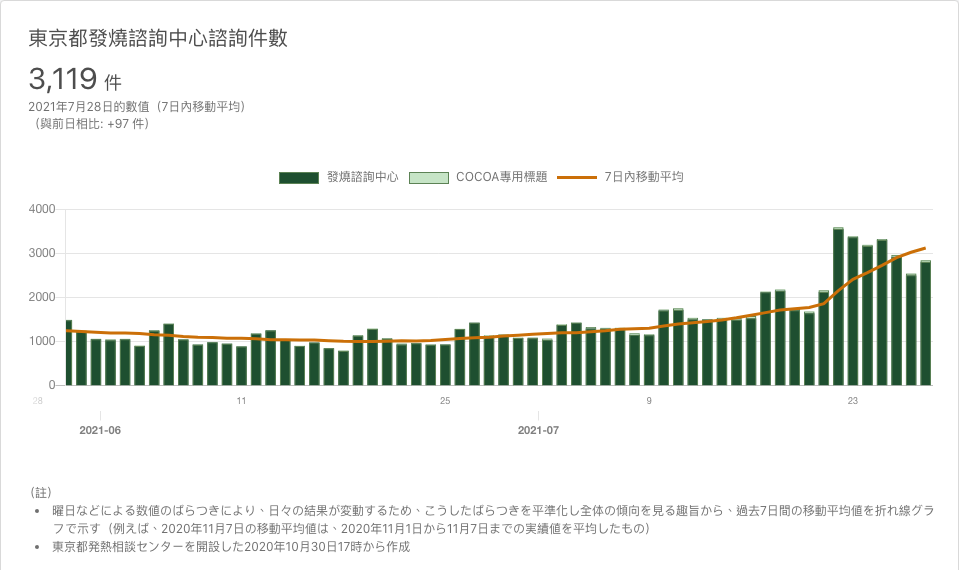 東京都發燒諮詢中心諮詢件數
3,119 件
2021年7月28日的數值（7日內移動平均）
（與前日相比: +97 件）
發燒諮詢中心 COCOA專用標題 7日內移動平均
4000
3000
2000
1000
0
28 11 25 9 23
2021-06 2021-07
（註）
• 曜日などによる数値のばらつきにより、日々の結果が変動するため、こうしたばらつきを平準化し全体の傾向を見る趣旨から、過去7日間の移動平均値を折れ線グラ
フで示す（例えば、2020年11月7日の移動平均値は、2020年11月1日から11月7日までの実績値を平均したもの）
• 東京都発熱相談センターを開設した2020年10月30日17時から作成